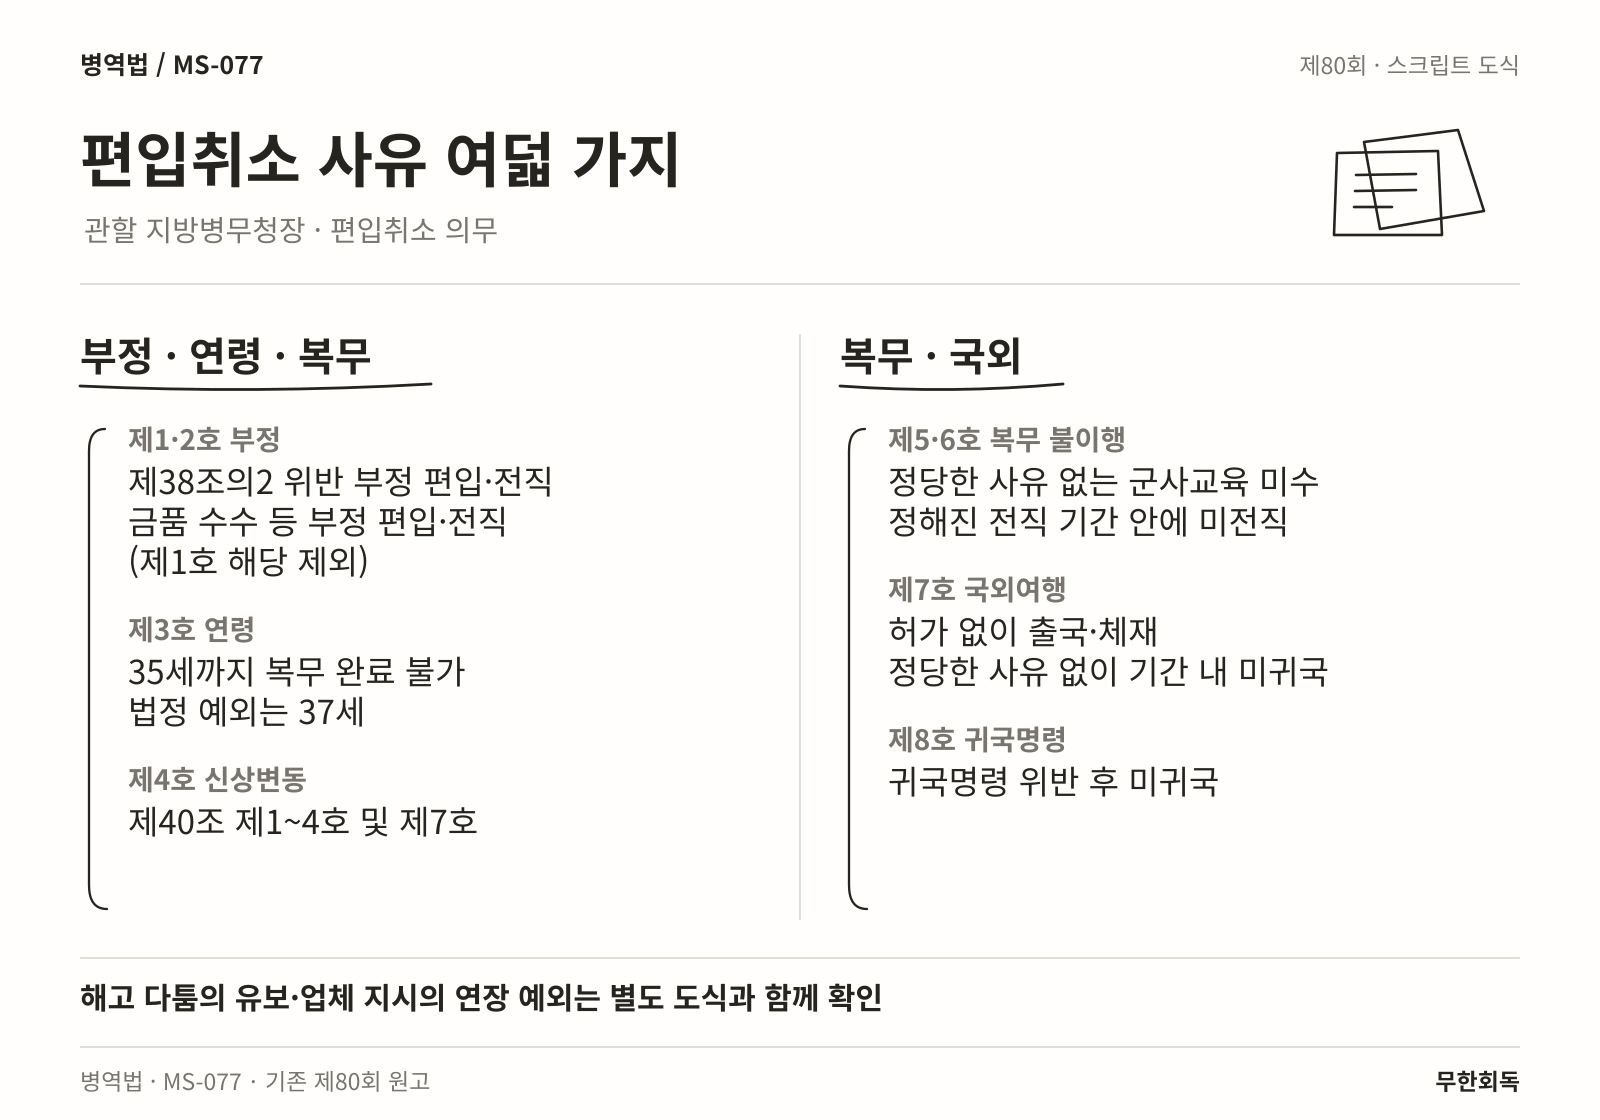 병역법 / MS-077
제80회 · 스크립트 도식
편입취소 사유 여덟 가지
관할 지방병무청장 · 편입취소 의무
부정 · 연령 · 복무
제1·2호 부정
제38조의2 위반 부정 편입·전직
금품 수수 등 부정 편입·전직
(제1호 해당 제외)
제3호 연령
35세까지 복무 완료 불가
법정 예외는 37세
제4호 신상변동
제40조 제1~4호 및 제7호
복무 · 국외
제5·6호 복무 불이행
정당한 사유 없는 군사교육 미수
정해진 전직 기간 안에 미전직
제7호 국외여행
허가 없이 출국·체재
정당한 사유 없이 기간 내 미귀국
제8호 귀국명령
귀국명령 위반 후 미귀국
해고 다툼의 유보·업체 지시의 연장 예외는 별도 도식과 함께 확인
병역법 · MS-077 · 기존 제80회 원고
무한회독